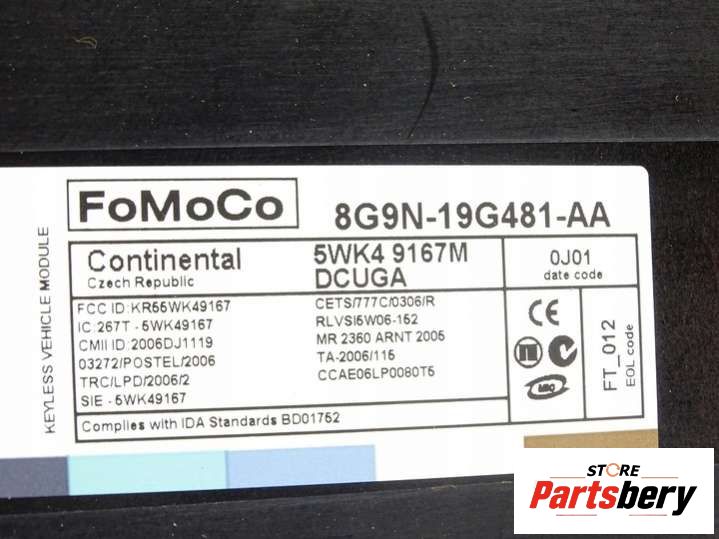 FoMoCo
8G9N-19G481-AA
KEYLESS VEHICLE MODULE
Continental
Czech Republic
5WK4 9167M
DCUGA
0J01
date code
FCC ID: KR55WK49167
IC: 267T - 5WK49167
CMII ID: 2006DJ1119
03272/POSTEL/2006
TRC/LPD/2006/2
SIE - 5WK49167
CETS/777C/0306/R
RLVSI5W06-152
MR 2360 ARNT 2005
TA-2006/115
CCAE06LP0080T5
CE
FT_012
EOL code
Complies with IDA Standards BD01752
STORE
Partsbery